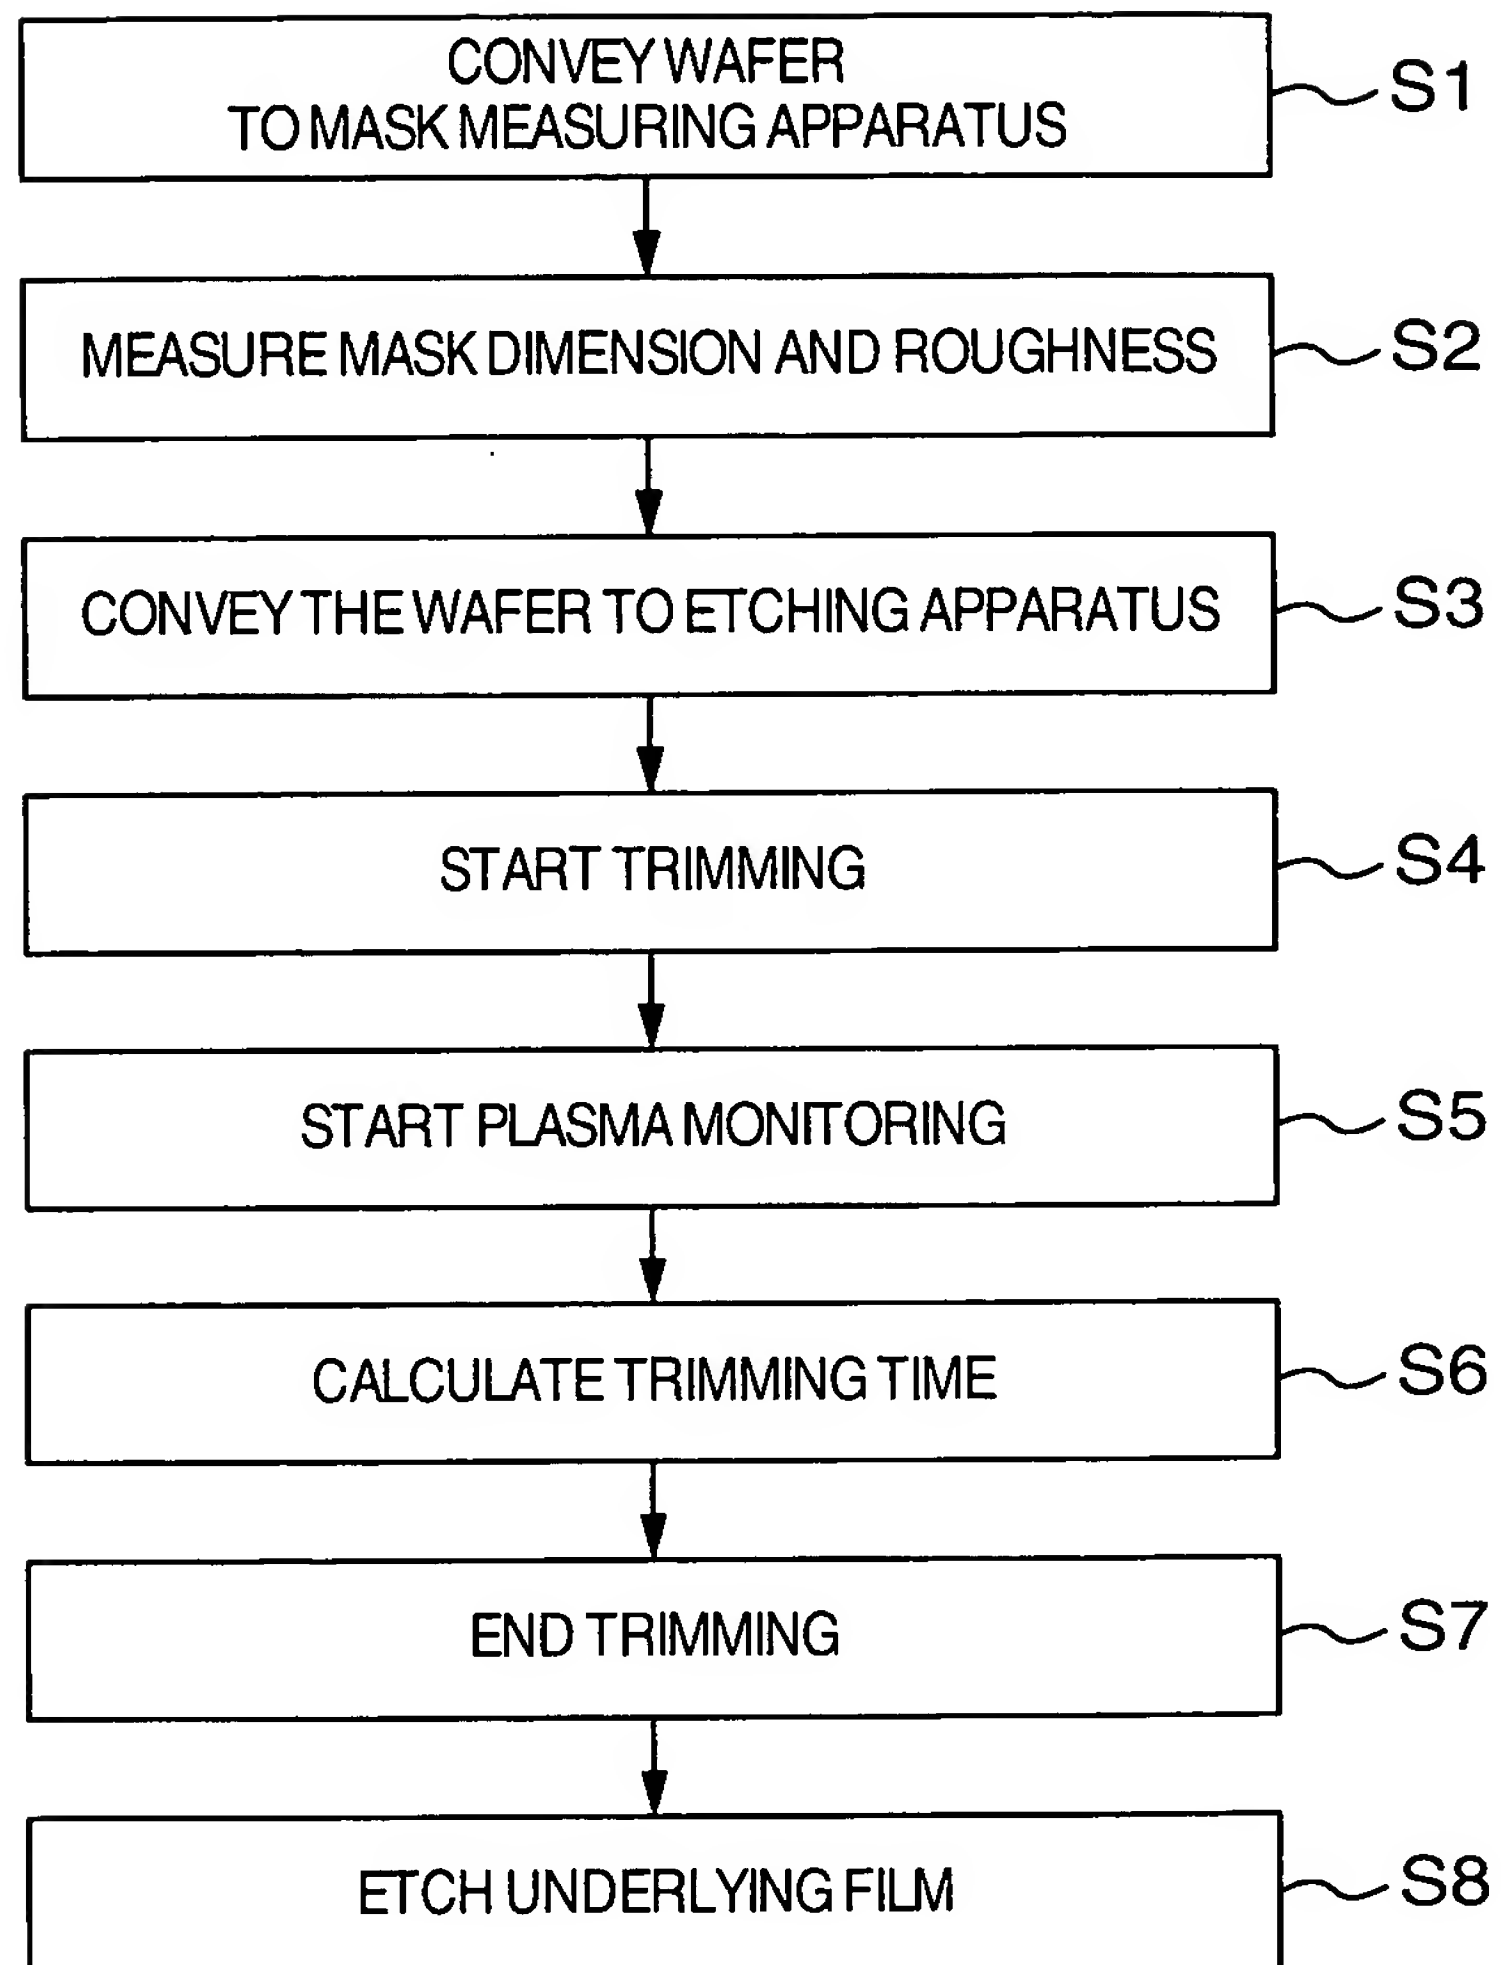 CONVEY WAFER
TO MASK MEASURING APPARATUS
S1
MEASURE MASK DIMENSION AND ROUGHNESS
S2
CONVEY THE WAFER TO ETCHING APPARATUS
S3
START TRIMMING
S4
START PLASMA MONITORING
S5
CALCULATE TRIMMING TIME
S6
END TRIMMING
S7
ETCH UNDERLYING FILM
S8